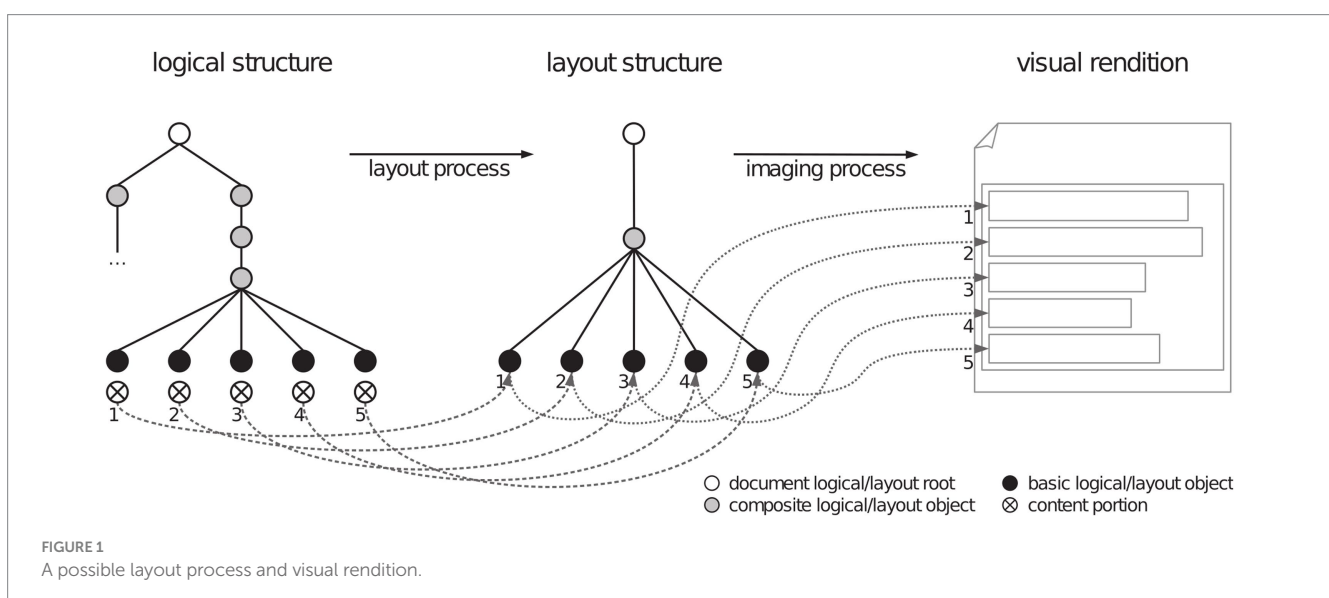 logical structure
layout structure
visual rendition
layout process
imaging process
...
1 2 3 4 5
1 2 3 4 5
1
2
3
4
5
document logical/layout root
composite logical/layout object
basic logical/layout object
content portion
FIGURE 1
A possible layout process and visual rendition.